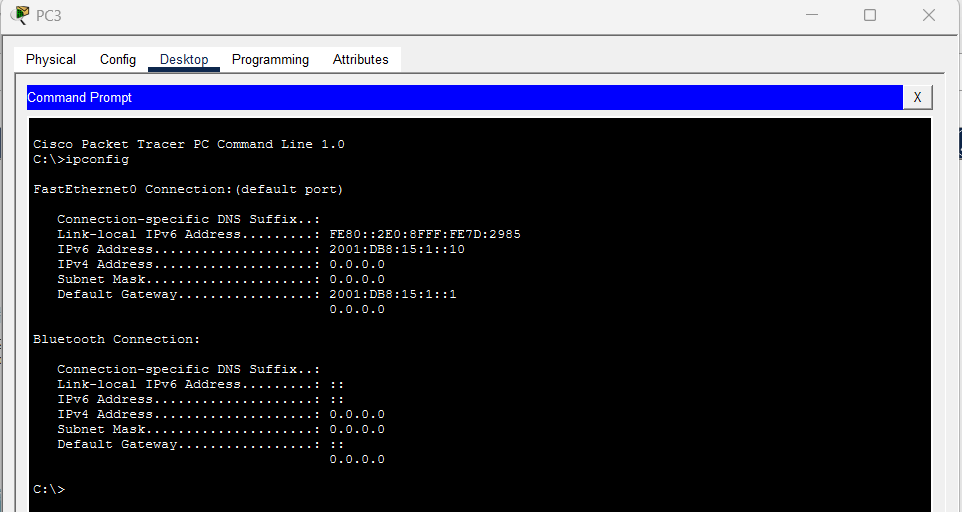 PC3
Physical Config Desktop Programming Attributes
Command Prompt X
Cisco Packet Tracer PC Command Line 1.0
C:\>ipconfig
FastEthernet0 Connection:(default port)
Connection-specific DNS Suffix..:
Link-local IPv6 Address.........: FE80::2E0:8FFF:FE7D:2985
IPv6 Address....................: 2001:DB8:15:1::10
IPv4 Address....................: 0.0.0.0
Subnet Mask.....................: 0.0.0.0
Default Gateway.................: 2001:DB8:15:1::1
0.0.0.0
Bluetooth Connection:
Connection-specific DNS Suffix..:
Link-local IPv6 Address.........: ::
IPv6 Address....................: ::
IPv4 Address....................: 0.0.0.0
Subnet Mask.....................: 0.0.0.0
Default Gateway.................: ::
0.0.0.0
C:\>